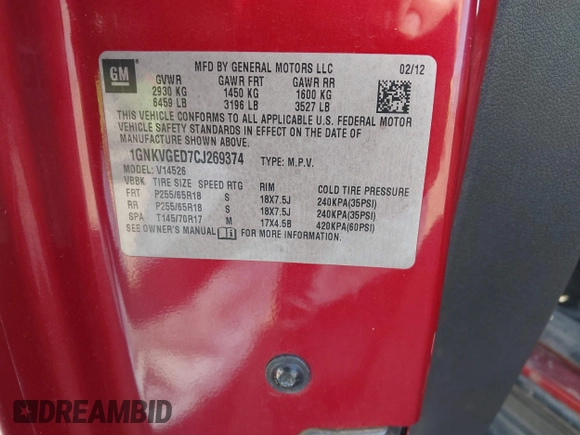 GM
MFD BY GENERAL MOTORS LLC 02/12
GVWR GAWR FRT GAWR RR
2930 KG 1450 KG 1600 KG
6459 LB 3196 LB 3527 LB
THIS VEHICLE CONFORMS TO ALL APPLICABLE U.S. FEDERAL MOTOR
VEHICLE SAFETY STANDARDS IN EFFECT ON THE DATE OF
MANUFACTURE SHOWN ABOVE.
1GNKVGED7CJ269374 TYPE: M.P.V.
MODEL: V14526
VBBK TIRE SIZE SPEED RTG RIM COLD TIRE PRESSURE
FRT P255/65R18 S 18X7.5J 240KPA(35PSI)
RR P255/65R18 S 18X7.5J 240KPA(35PSI)
SPA T145/70R17 M 17X4.5B 420KPA(60PSI)
SEE OWNER'S MANUAL FOR MORE INFORMATION.
DREAMBID